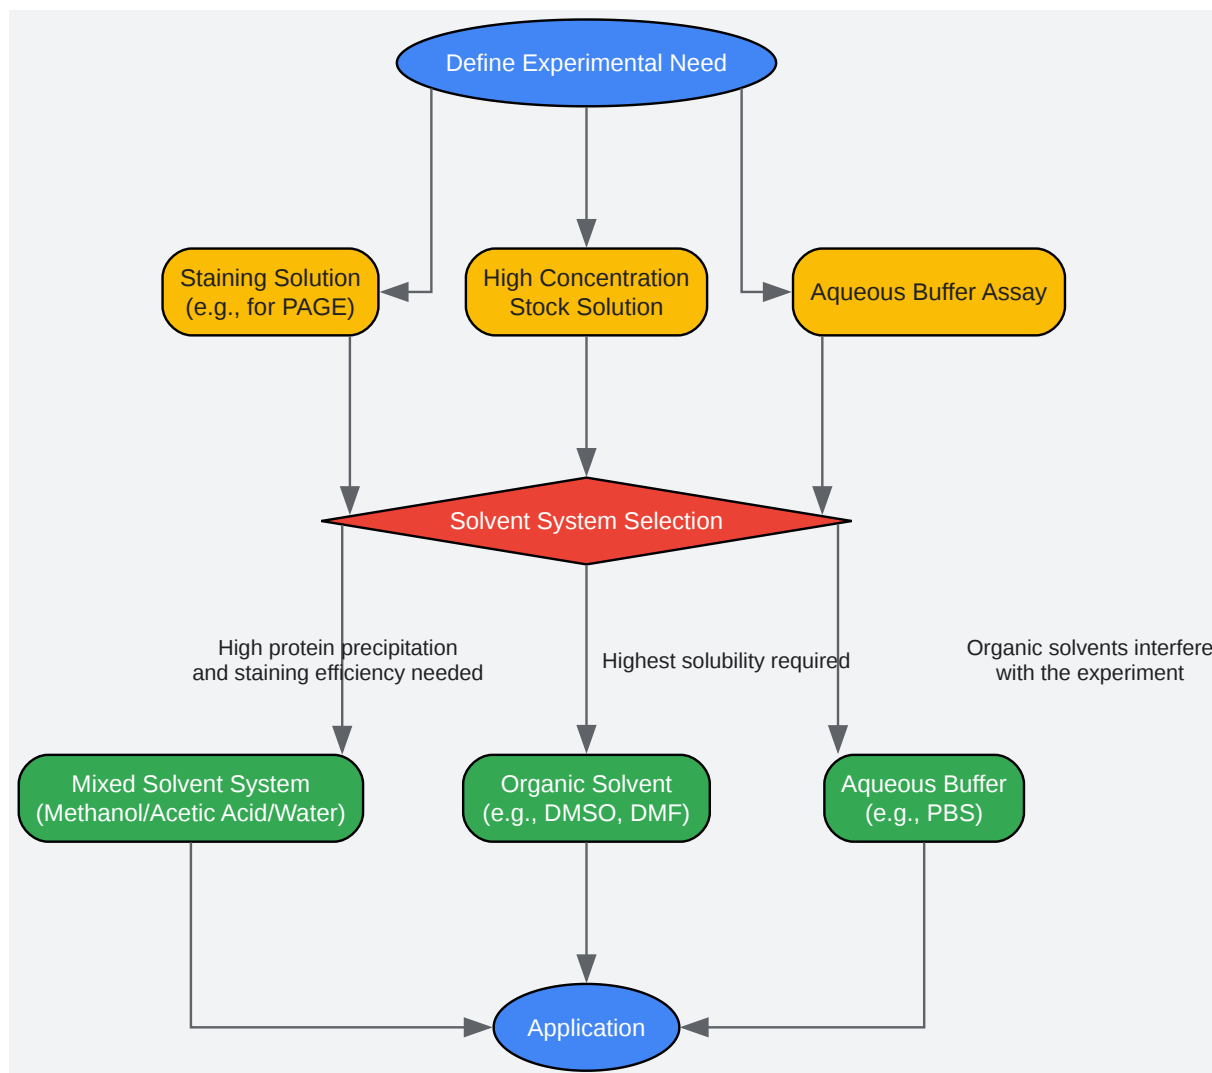 Define Experimental Need
Staining Solution
(e.g., for PAGE)
High Concentration
Stock Solution
Aqueous Buffer Assay
Solvent System Selection
High protein precipitation
and staining efficiency needed
Highest solubility required
Organic solvents interfere
with the experiment
Mixed Solvent System
(Methanol/Acetic Acid/Water)
Organic Solvent
(e.g., DMSO, DMF)
Aqueous Buffer
(e.g., PBS)
Application